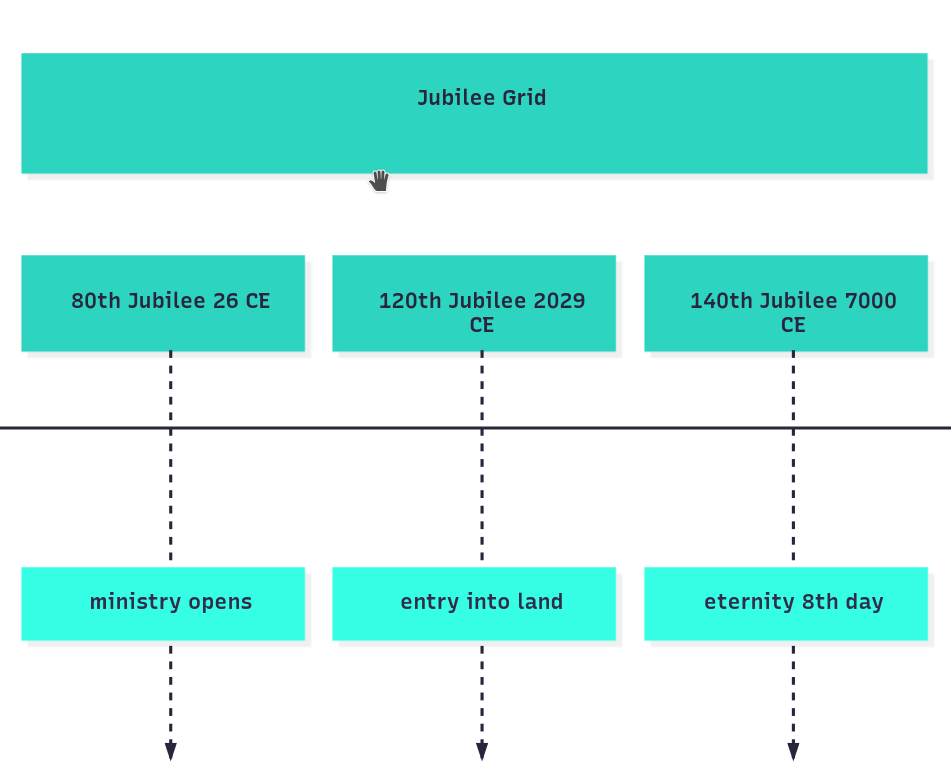 Jubilee Grid
80th Jubilee 26 CE
120th Jubilee 2029
CE
140th Jubilee 7000
CE
ministry opens
entry into land
eternity 8th day